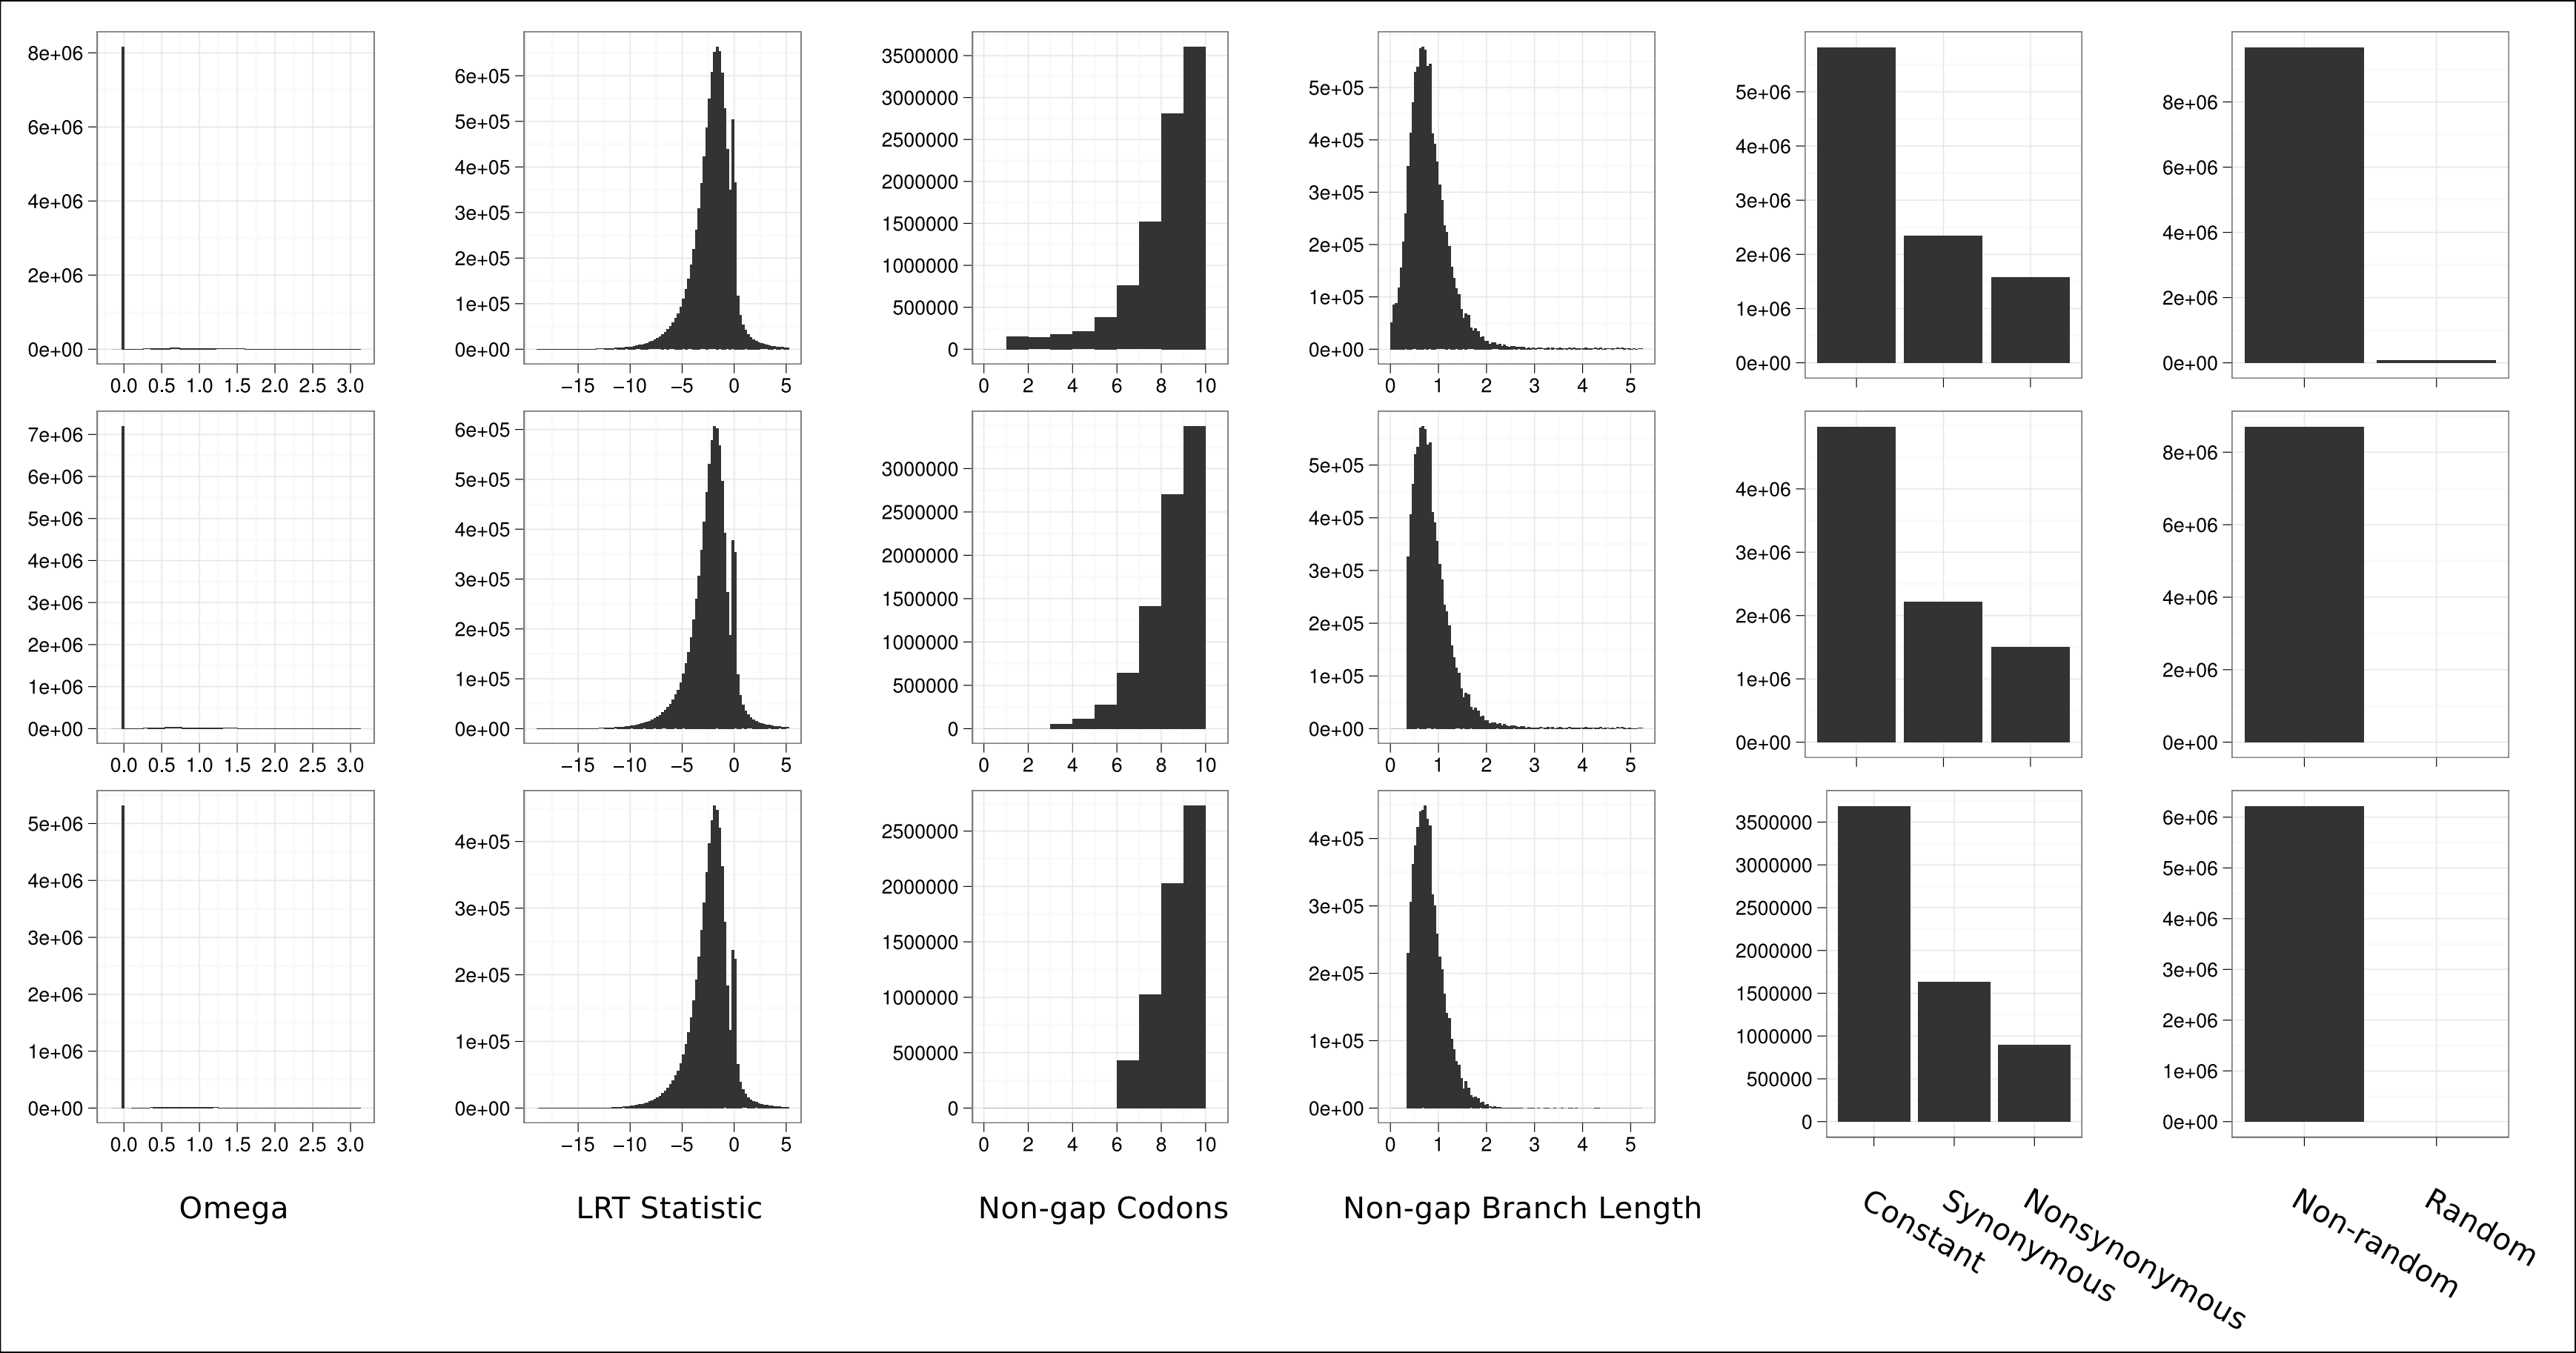 8e+06
6e+06
4e+06
2e+06
0e+00
0.0 0.5 1.0 1.5 2.0 2.5 3.0
6e+05
5e+05
4e+05
3e+05
2e+05
1e+05
0e+00
−15 −10 −5 0 5
3500000
3000000
2500000
2000000
1500000
1000000
500000
0
0 2 4 6 8 10
5e+05
4e+05
3e+05
2e+05
1e+05
0e+00
0 1 2 3 4 5
5e+06
4e+06
3e+06
2e+06
1e+06
0e+00
8e+06
6e+06
4e+06
2e+06
0e+00
7e+06
6e+06
5e+06
4e+06
3e+06
2e+06
1e+06
0e+00
0.0 0.5 1.0 1.5 2.0 2.5 3.0
6e+05
5e+05
4e+05
3e+05
2e+05
1e+05
0e+00
−15 −10 −5 0 5
3000000
2500000
2000000
1500000
1000000
500000
0
0 2 4 6 8 10
5e+05
4e+05
3e+05
2e+05
1e+05
0e+00
0 1 2 3 4 5
4e+06
3e+06
2e+06
1e+06
0e+00
8e+06
6e+06
4e+06
2e+06
0e+00
5e+06
4e+06
3e+06
2e+06
1e+06
0e+00
0.0 0.5 1.0 1.5 2.0 2.5 3.0
4e+05
3e+05
2e+05
1e+05
0e+00
−15 −10 −5 0 5
2500000
2000000
1500000
1000000
500000
0
0 2 4 6 8 10
4e+05
3e+05
2e+05
1e+05
0e+00
0 1 2 3 4 5
3500000
3000000
2500000
2000000
1500000
1000000
500000
0
6e+06
5e+06
4e+06
3e+06
2e+06
1e+06
0e+00
Omega
LRT Statistic
Non-gap Codons
Non-gap Branch Length
Constant
Synonymous
Nonsynonymous
Non-random
Random